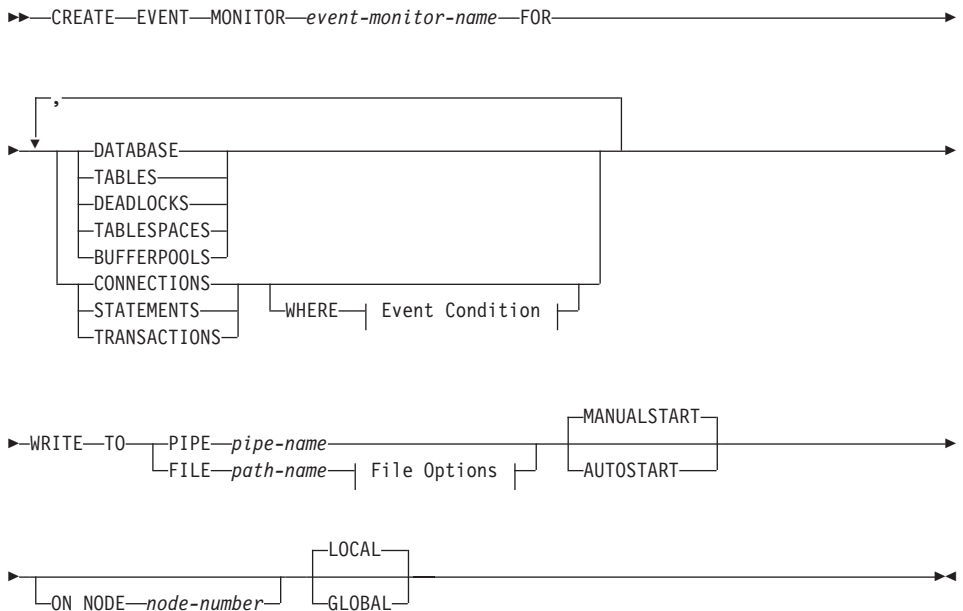 CREATE EVENT MONITOR event-monitor-name FOR
,
DATABASE
TABLES
DEADLOCKS
TABLESPACES
BUFFERPOOLS
CONNECTIONS
STATEMENTS
WHERE Event Condition
TRANSACTIONS
MANUALSTART
WRITE TO PIPE pipe-name
FILE path-name File Options
AUTOSTART
LOCAL
ON NODE node-number
GLOBAL